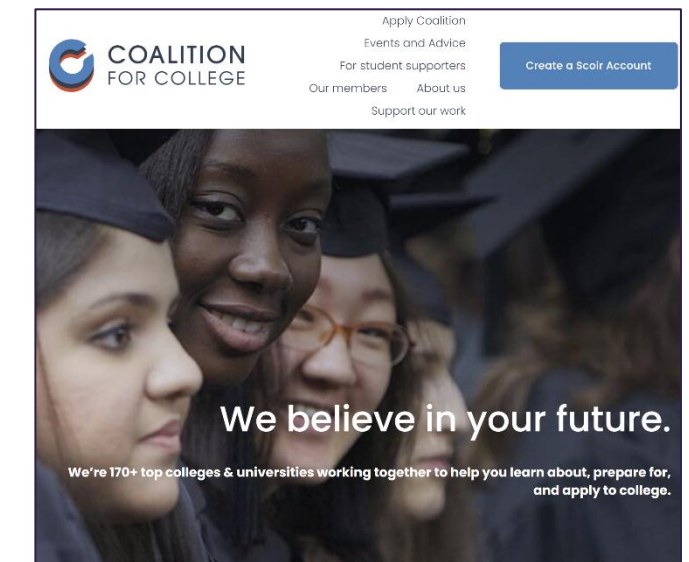 COALITION
FOR COLLEGE
Apply Coalition
Events and Advice
For student supporters
Our members About us
Support our work
Create a Scoir Account
We believe in your future.
We're 170+ top colleges & universities working together to help you learn about, prepare for,
and apply to college.